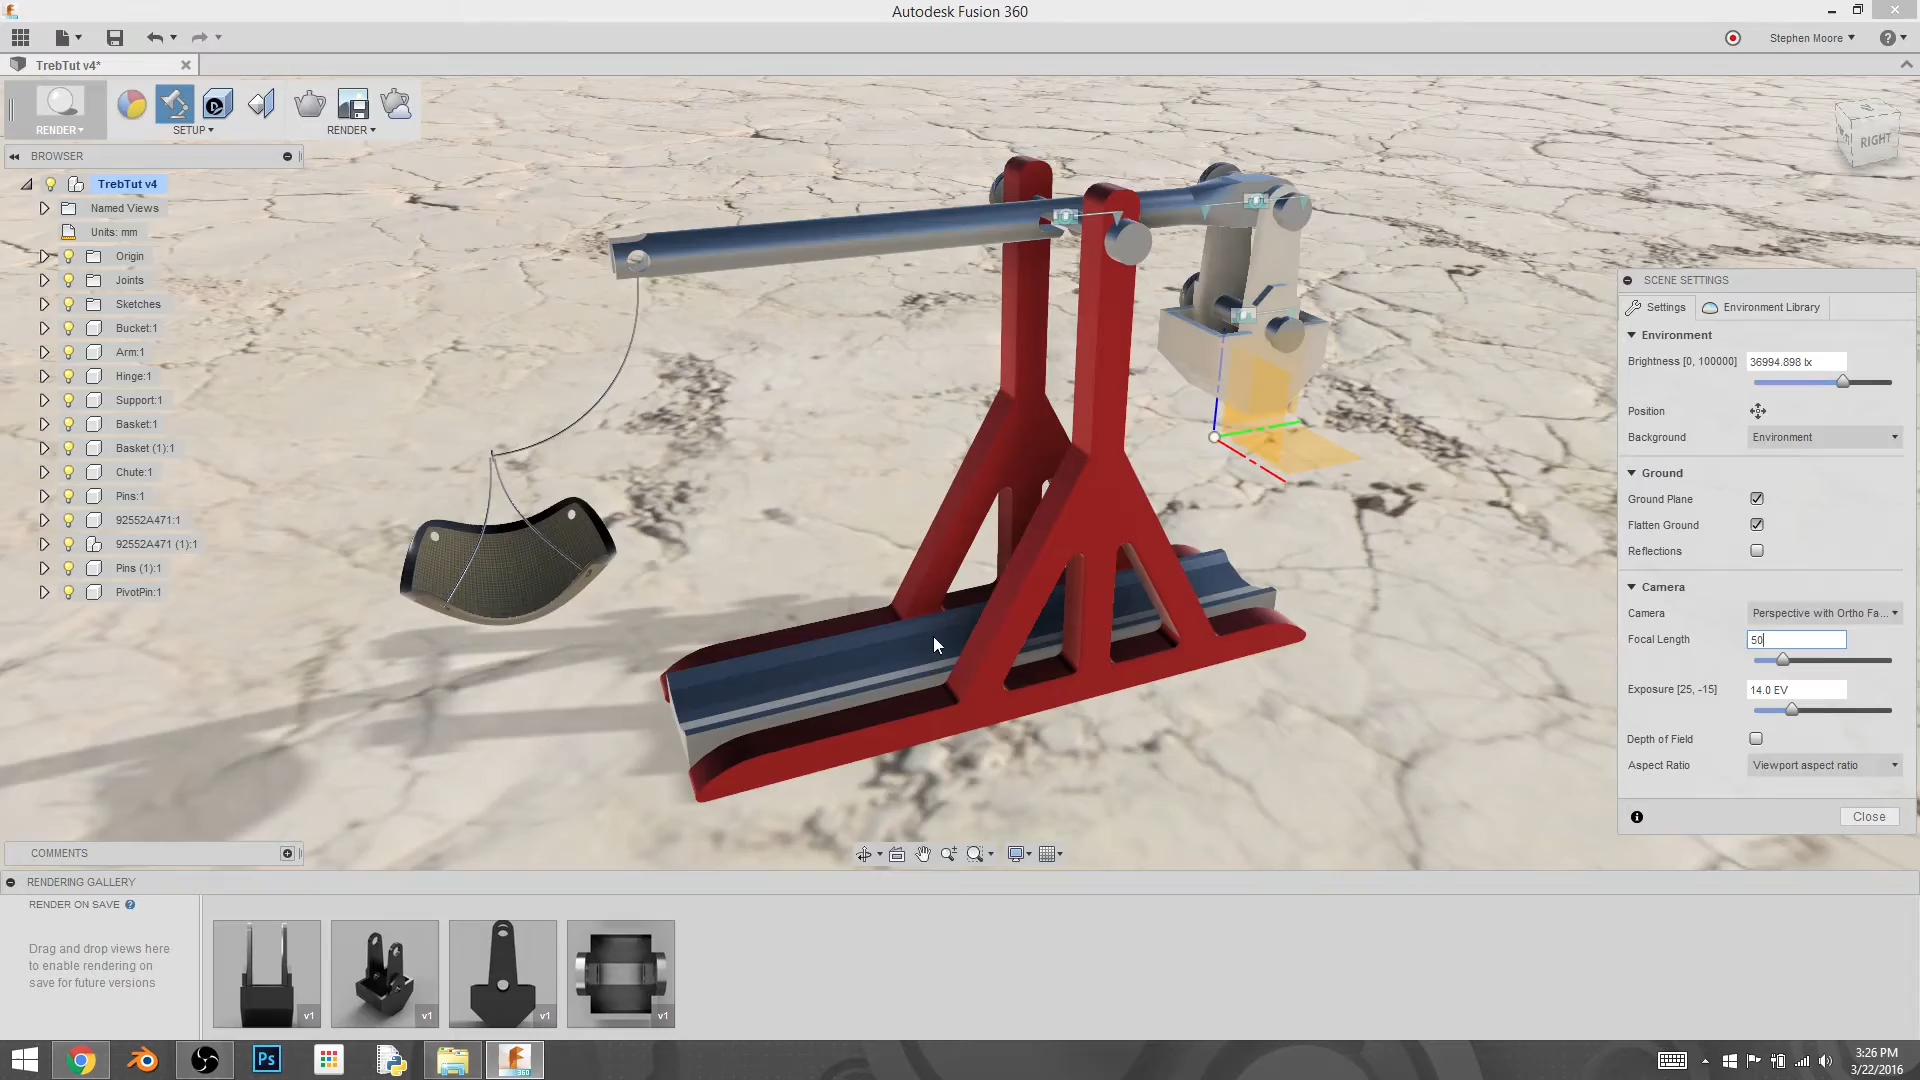 Autodesk Fusion 360
Stephen Moore
TrebTut v4*
RENDER
SETUP
RENDER
BROWSER
TrebTut v4
Named Views
Units: mm
Origin
Joints
Sketches
Bucket:1
Arm:1
Hinge:1
Support:1
Basket:1
Basket (1):1
Chute:1
Pins:1
92552A471:1
92552A471 (1):1
Pins (1):1
PivotPin:1
RIGHT
SCENE SETTINGS
Settings
Environment Library
Environment
Brightness [0, 100000]
36994.898 lx
Position
Background
Environment
Ground
Ground Plane
Flatten Ground
Reflections
Camera
Camera
Perspective with Ortho Fa...
Focal Length
50
Exposure [25, -15]
14.0 EV
Depth of Field
Aspect Ratio
Viewport aspect ratio
Close
COMMENTS
RENDERING GALLERY
RENDER ON SAVE
Drag and drop views here
to enable rendering on
save for future versions
v1
v1
v1
v1
Ps
360
3:26 PM
3/22/2016